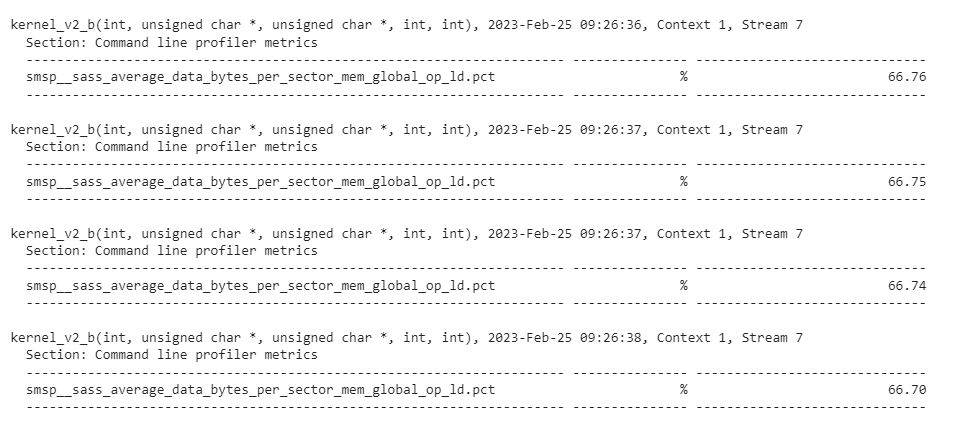 kernel_v2_b(int, unsigned char *, unsigned char *, int, int), 2023-Feb-25 09:26:36, Context 1, Stream 7
Section: Command line profiler metrics
---------------------------------------------------------------------- --------------- ------------------------------
smsp__sass_average_data_bytes_per_sector_mem_global_op_ld.pct % 66.76
---------------------------------------------------------------------- --------------- ------------------------------
kernel_v2_b(int, unsigned char *, unsigned char *, int, int), 2023-Feb-25 09:26:37, Context 1, Stream 7
Section: Command line profiler metrics
---------------------------------------------------------------------- --------------- ------------------------------
smsp__sass_average_data_bytes_per_sector_mem_global_op_ld.pct % 66.75
---------------------------------------------------------------------- --------------- ------------------------------
kernel_v2_b(int, unsigned char *, unsigned char *, int, int), 2023-Feb-25 09:26:37, Context 1, Stream 7
Section: Command line profiler metrics
---------------------------------------------------------------------- --------------- ------------------------------
smsp__sass_average_data_bytes_per_sector_mem_global_op_ld.pct % 66.74
---------------------------------------------------------------------- --------------- ------------------------------
kernel_v2_b(int, unsigned char *, unsigned char *, int, int), 2023-Feb-25 09:26:38, Context 1, Stream 7
Section: Command line profiler metrics
---------------------------------------------------------------------- --------------- ------------------------------
smsp__sass_average_data_bytes_per_sector_mem_global_op_ld.pct % 66.70
---------------------------------------------------------------------- --------------- ------------------------------